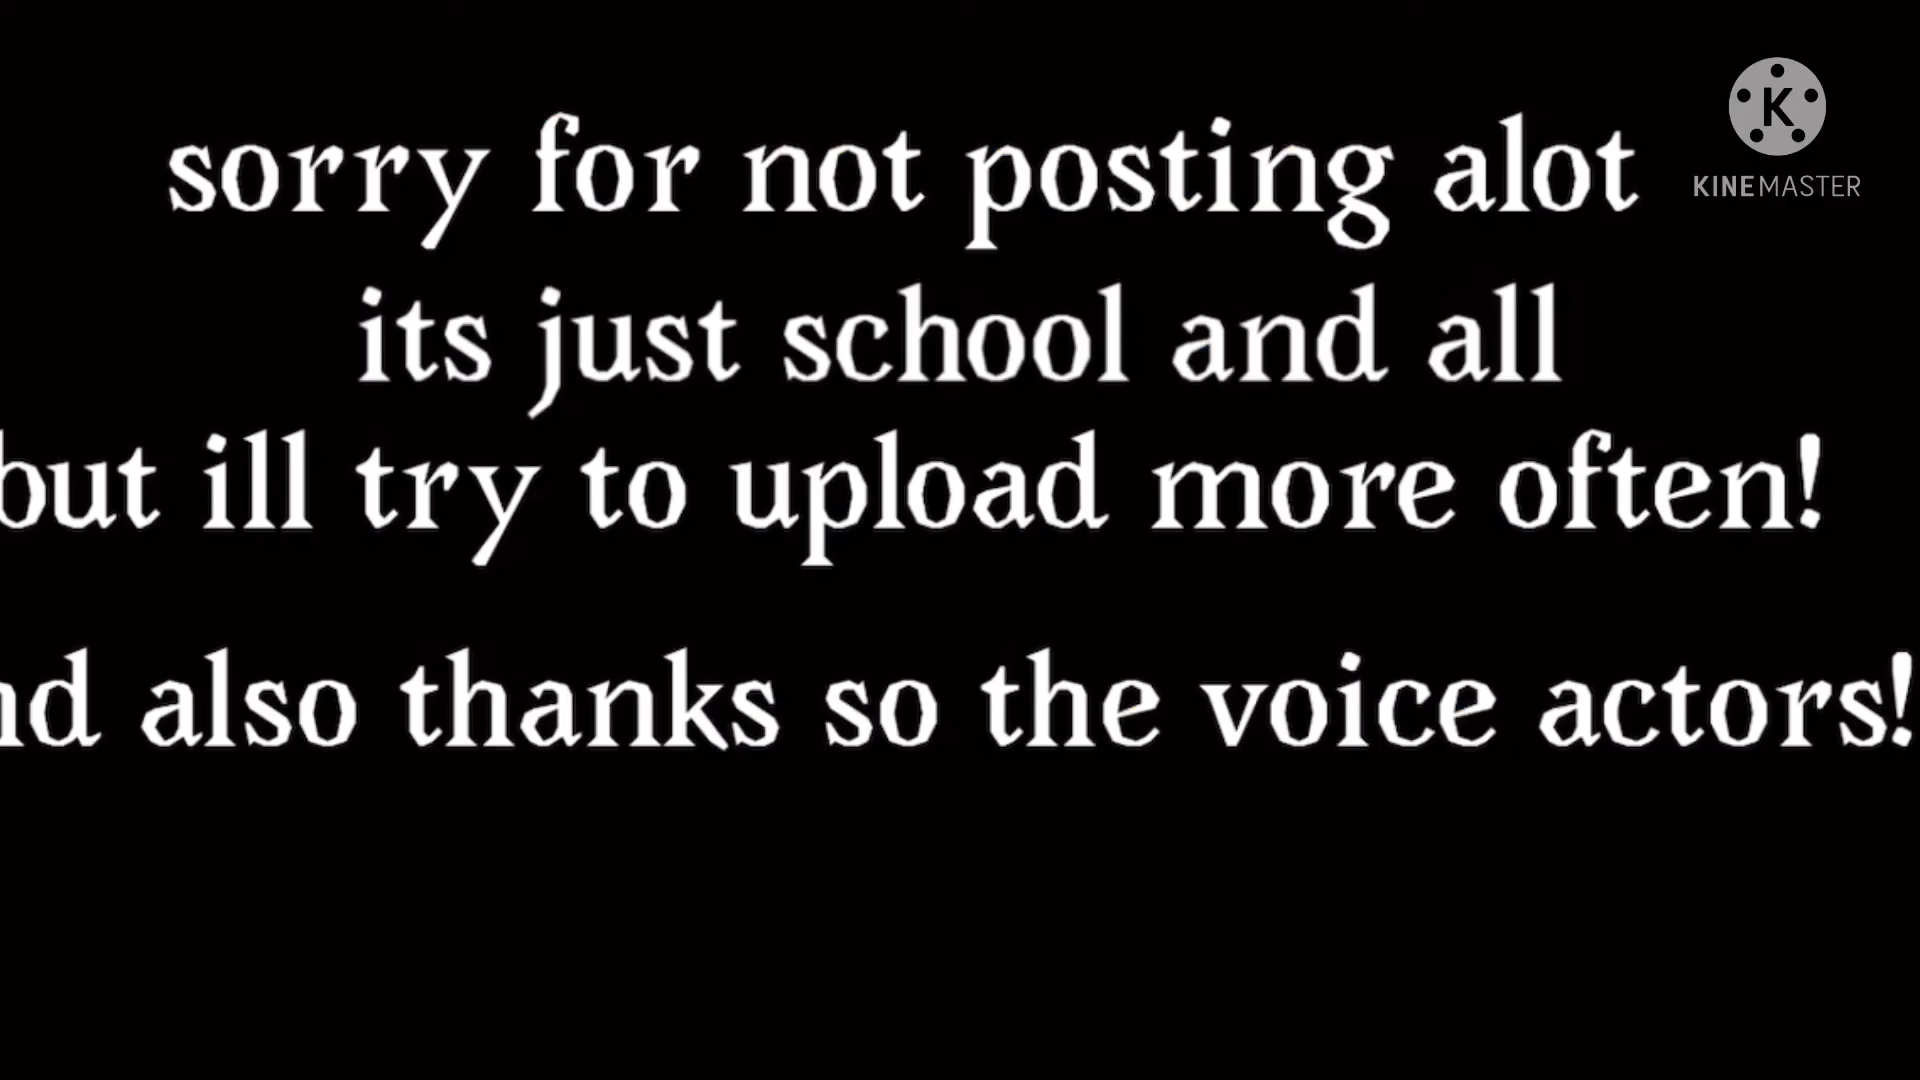 sorry for not posting alot
K
KINEMASTER
its just school and all
but ill try to upload more often!
nd also thanks so the voice actors!